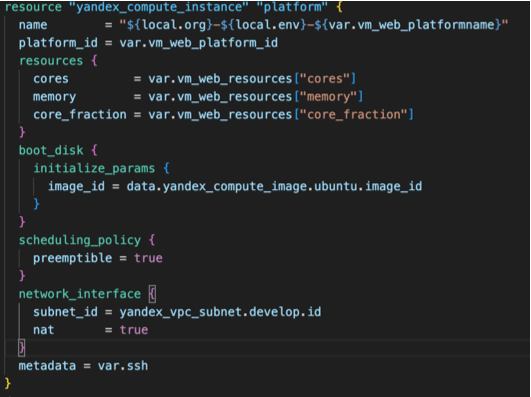 resource "yandex_compute_instance" "platform" {
  name        = "${local.org}-${local.env}-${var.vm_web_platformname}"
  platform_id = var.vm_web_platform_id
  resources {
    cores         = var.vm_web_resources["cores"]
    memory        = var.vm_web_resources["memory"]
    core_fraction = var.vm_web_resources["core_fraction"]
  }
  boot_disk {
    initialize_params {
      image_id = data.yandex_compute_image.ubuntu.image_id
    }
  }
  scheduling_policy {
    preemptible = true
  }
  network_interface {
    subnet_id = yandex_vpc_subnet.develop.id
    nat       = true
  }
  metadata = var.ssh
}